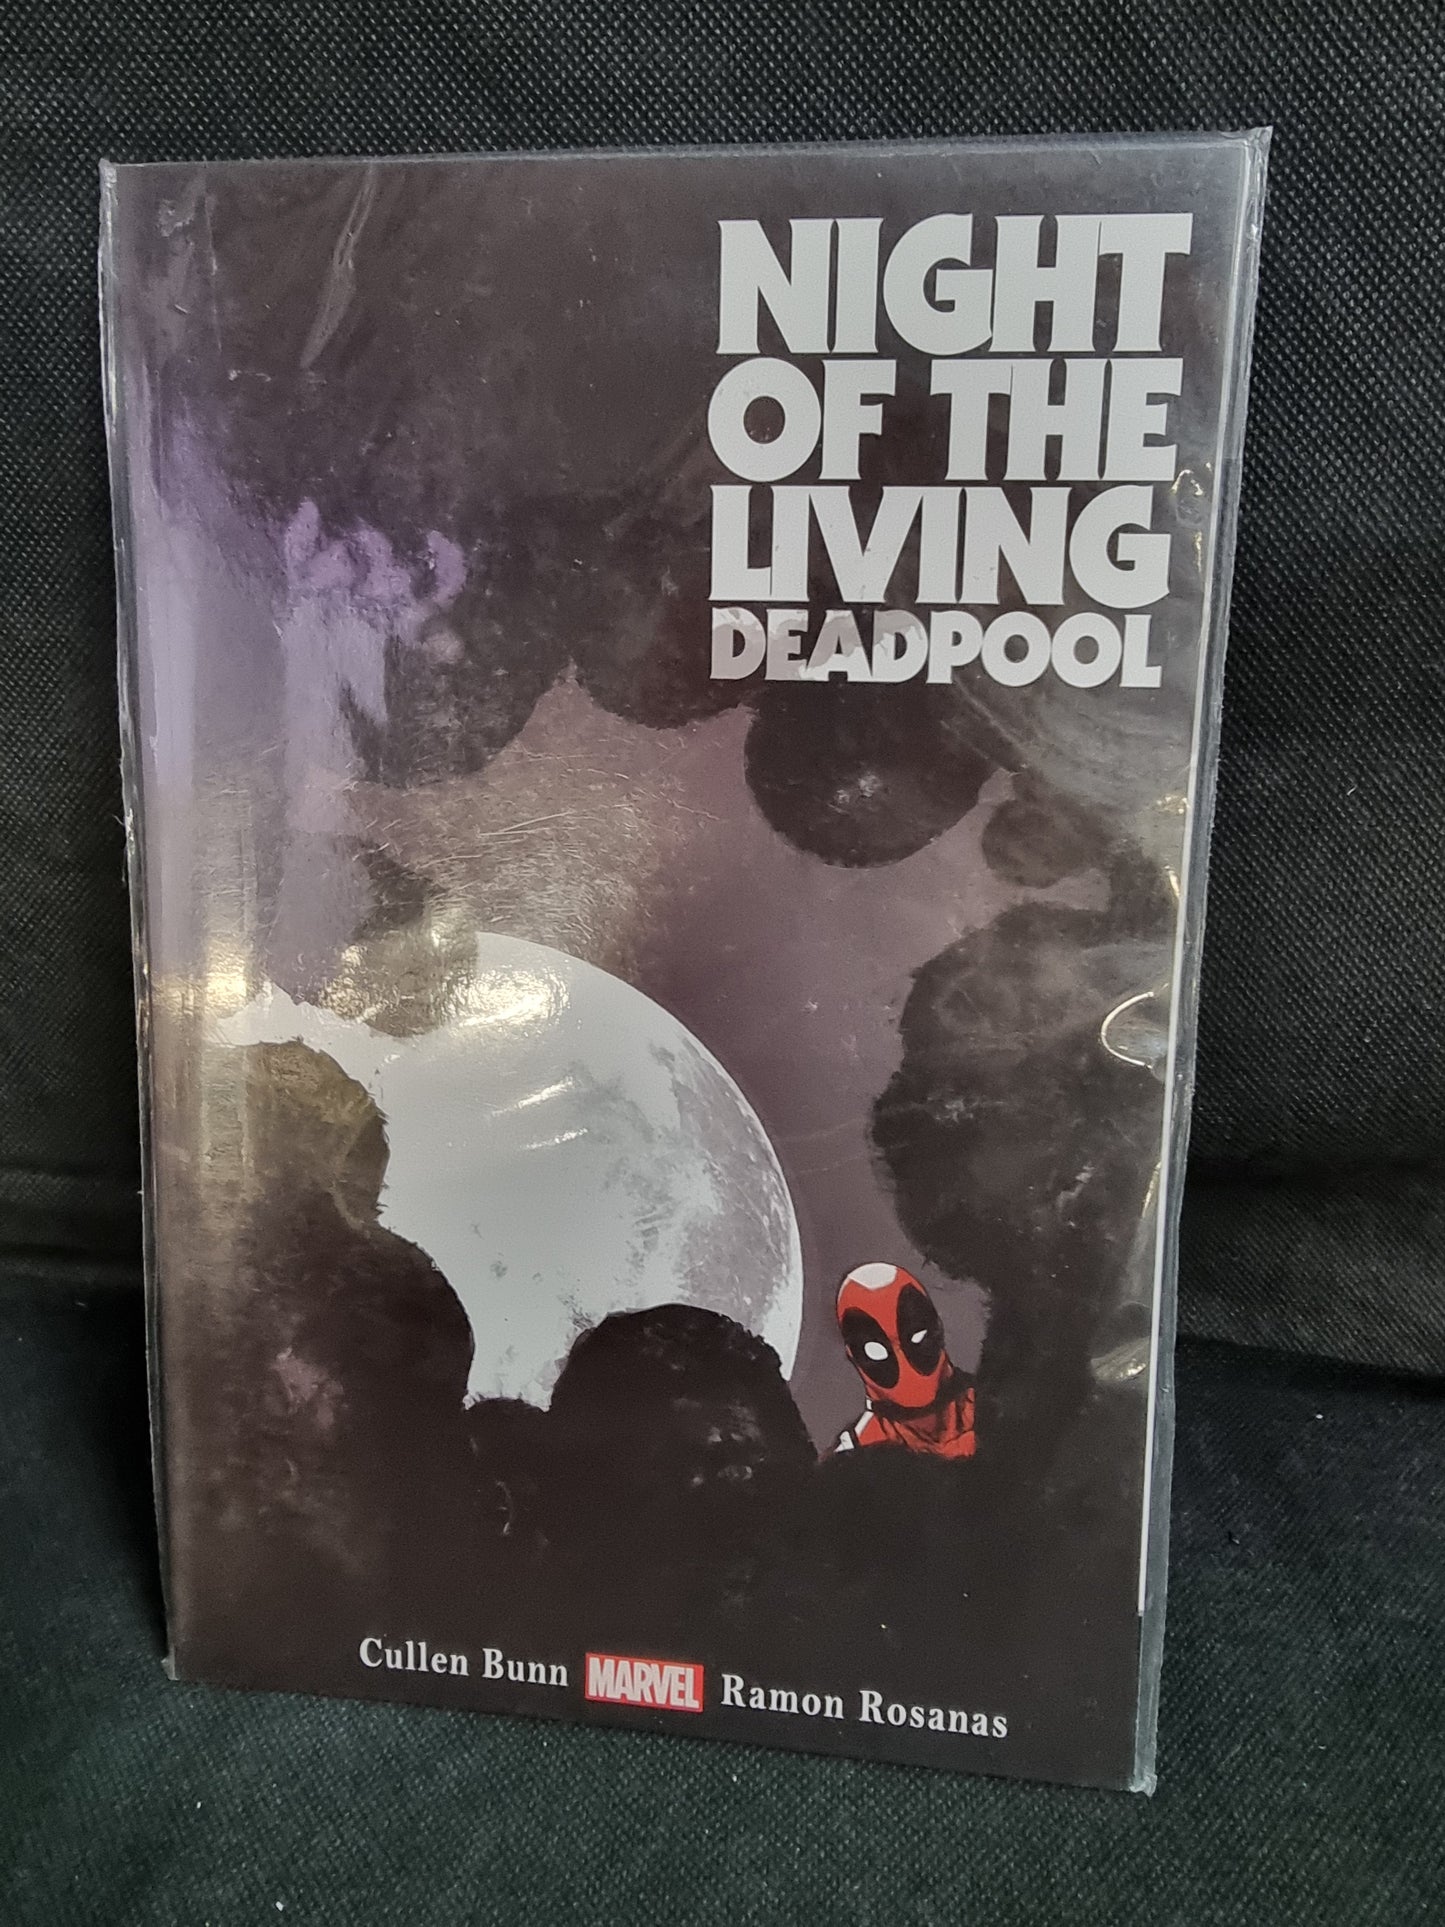 NIGHT
OF THE
LIVING
DEADPOOL
Cullen Bunn MARVEL Ramon Rosanas